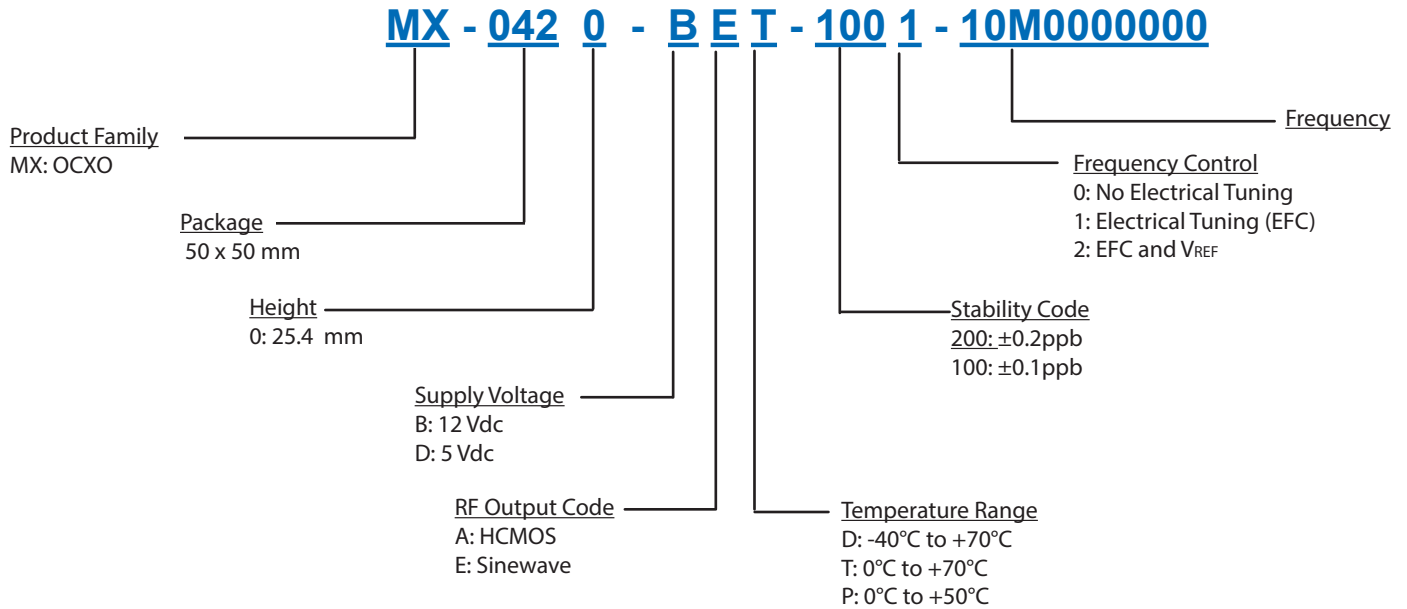 MX - 042 0 - B E T - 100 1 - 10M0000000
Product Family
MX: OCXO
Package
50 x 50 mm
Height
0: 25.4 mm
Supply Voltage
B: 12 Vdc
D: 5 Vdc
RF Output Code
A: HCMOS
E: Sinewave
Temperature Range
D: -40°C to +70°C
T: 0°C to +70°C
P: 0°C to +50°C
Stability Code
200: ±0.2ppb
100: ±0.1ppb
Frequency Control
0: No Electrical Tuning
1: Electrical Tuning (EFC)
2: EFC and VREF
Frequency